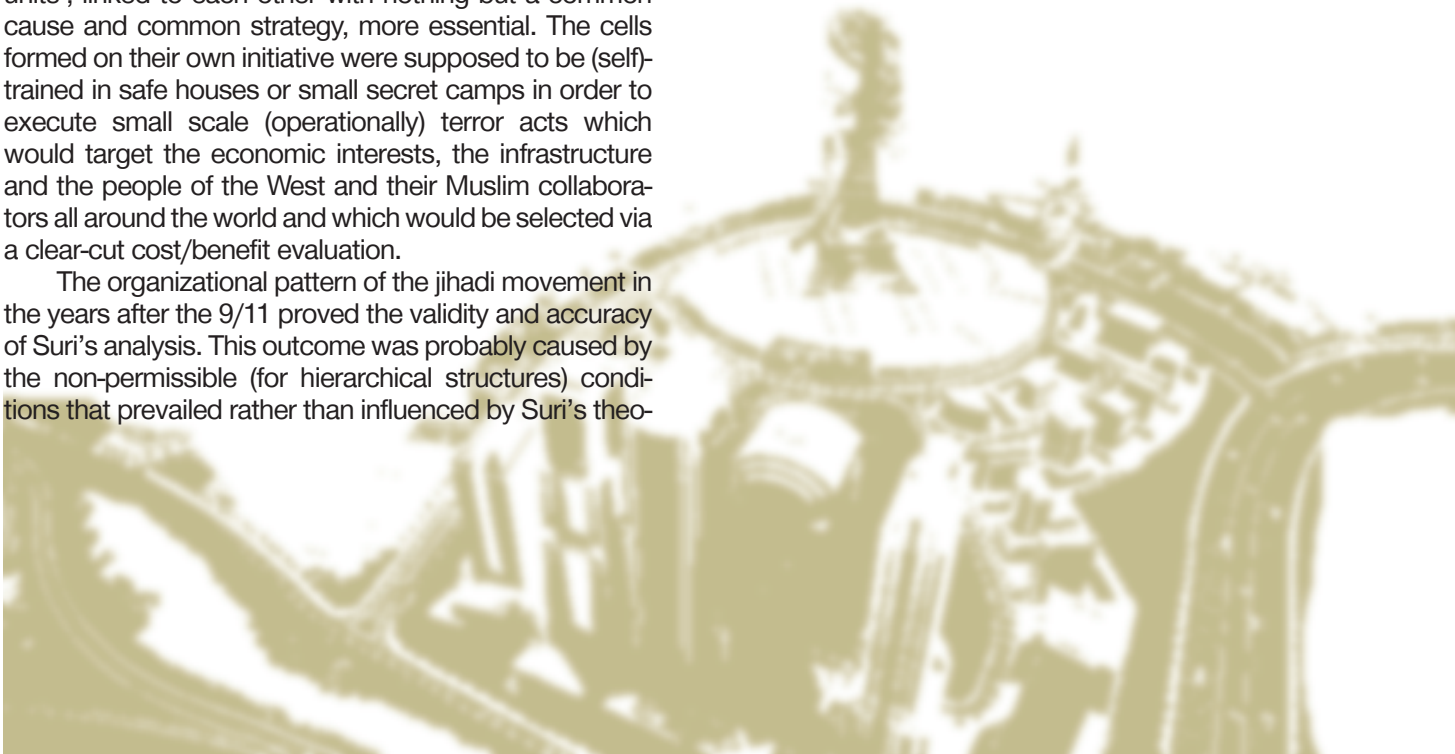 units’, linked to each other with nothing but a common
cause and common strategy, more essential. The cells
formed on their own initiative were supposed to be (self)-
trained in safe houses or small secret camps in order to
execute small scale (operationally) terror acts which
would target the economic interests, the infrastructure
and the people of the West and their Muslim collabora-
tors all around the world and which would be selected via
a clear-cut cost/benefit evaluation.
The organizational pattern of the jihadi movement in
the years after the 9/11 proved the validity and accuracy
of Suri’s analysis. This outcome was probably caused by
the non-permissible (for hierarchical structures) condi-
tions that prevailed rather than influenced by Suri’s theo-